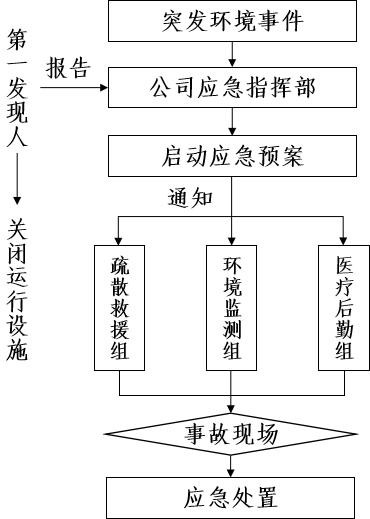 突发环境事件
第一发现人
报告
公司应急指挥部
启动应急预案
通知
关闭运行设施
疏散救援组
环境监测组
医疗后勤组
事故现场
应急处置